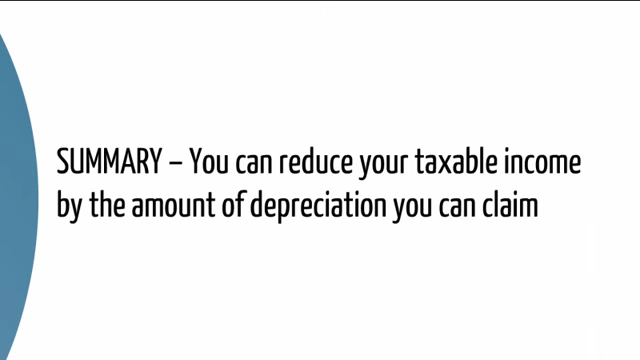 SUMMARY – You can reduce your taxable income
by the amount of depreciation you can claim